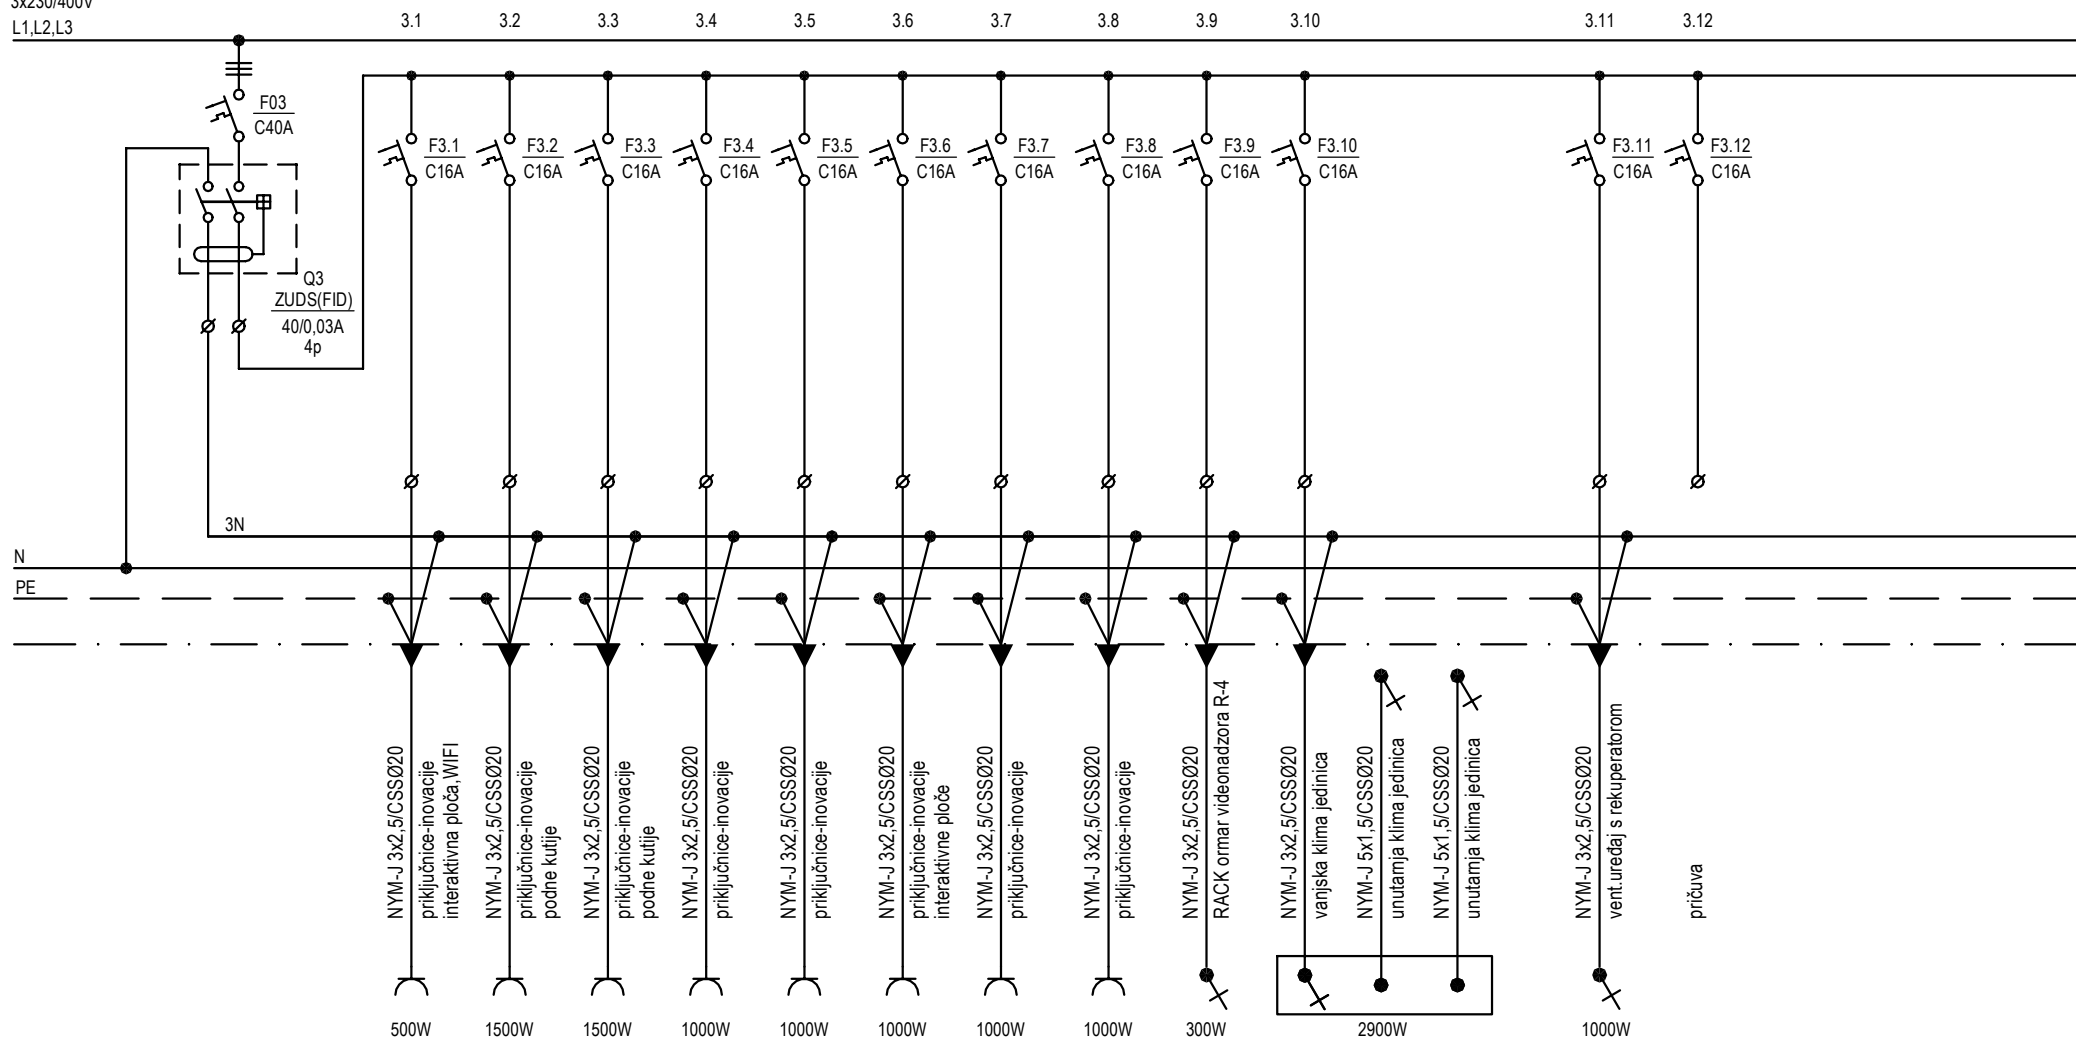 3x230/400V
L1,L2,L3
3.1
3.2
3.3
3.4
3.5
3.6
3.7
3.8
3.9
3.10
3.11
3.12
F03
C40A
F3.1
C16A
F3.2
C16A
F3.3
C16A
F3.4
C16A
F3.5
C16A
F3.6
C16A
F3.7
C16A
F3.8
C16A
F3.9
C16A
F3.10
C16A
F3.11
C16A
F3.12
C16A
Q3
ZUDS(FID)
40/0,03A
4p
3N
N
PE
NYM-J 3x2,5/CSSØ20
priključnice-inovacije
interaktivna ploča,WIFI
NYM-J 3x2,5/CSSØ20
priključnice-inovacije
podne kutije
NYM-J 3x2,5/CSSØ20
priključnice-inovacije
podne kutije
NYM-J 3x2,5/CSSØ20
priključnice-inovacije
NYM-J 3x2,5/CSSØ20
priključnice-inovacije
NYM-J 3x2,5/CSSØ20
priključnice-inovacije
interaktivne ploče
NYM-J 3x2,5/CSSØ20
priključnice-inovacije
NYM-J 3x2,5/CSSØ20
priključnice-inovacije
NYM-J 3x2,5/CSSØ20
RACK ormar videonadzora R-4
NYM-J 3x2,5/CSSØ20
vanjska klima jedinica
NYM-J 5x1,5/CSSØ20
unutarnja klima jedinica
NYM-J 5x1,5/CSSØ20
unutarnja klima jedinica
NYM-J 3x2,5/CSSØ20
vent.uređaj s rekuperatorom
pričuva
500W
1500W
1500W
1000W
1000W
1000W
1000W
1000W
300W
2900W
1000W